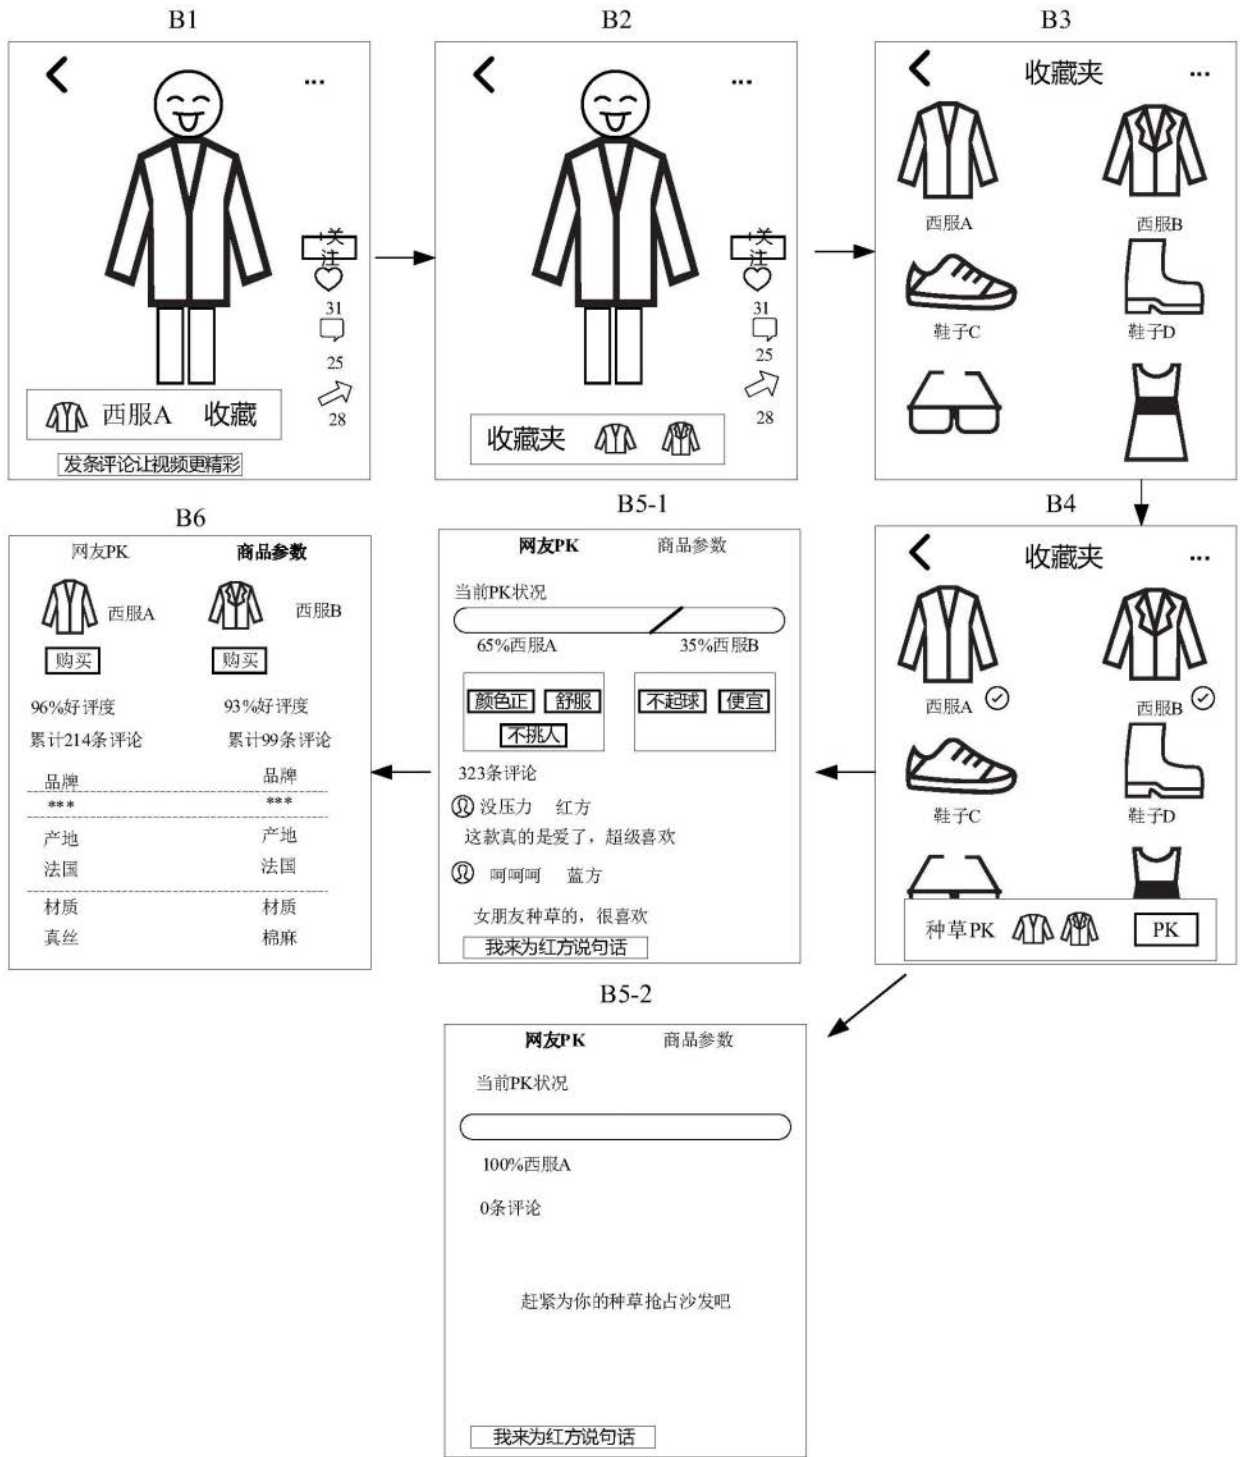 B1
...
+关
注
31
25
28
西服A 收藏
发条评论让视频更精彩
B2
...
+关
注
31
25
28
收藏夹
B3
收藏夹 ...
西服A 西服B
鞋子C 鞋子D
B4
收藏夹 ...
西服A 西服B
鞋子C 鞋子D
种草PK PK
B5-1
网友PK 商品参数
当前PK状况
65%西服A 35%西服B
颜色正 舒服 不起球 便宜
不挑人
323条评论
没压力 红方
这款真的是爱了，超级喜欢
呵呵呵 蓝方
女朋友种草的，很喜欢
我来为红方说句话
B6
网友PK 商品参数
西服A 西服B
购买 购买
96%好评度 93%好评度
累计214条评论 累计99条评论
品牌 品牌
*** ***
产地 产地
法国 法国
材质 材质
真丝 棉麻
B5-2
网友PK 商品参数
当前PK状况
100%西服A
0条评论
赶紧为你的种草抢占沙发吧
我来为红方说句话